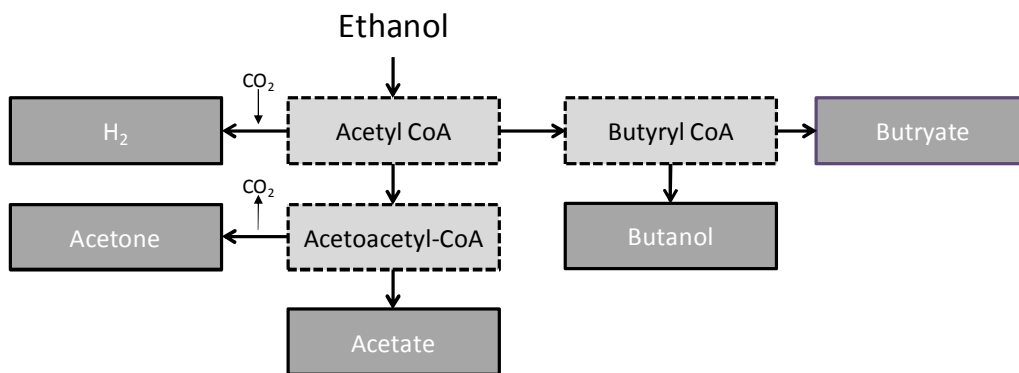 Ethanol
CO₂
H₂
Acetyl CoA
Butyryl CoA
Butryate
CO₂
Acetone
Acetoacetyl-CoA
Butanol
Acetate